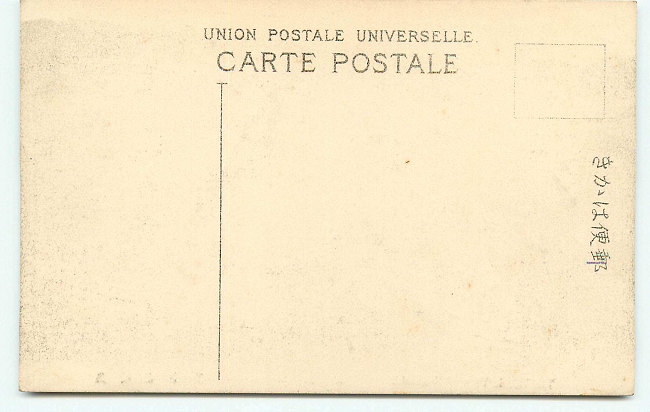 UNION POSTALE UNIVERSELLE.
CARTE POSTALE
郵便はかき